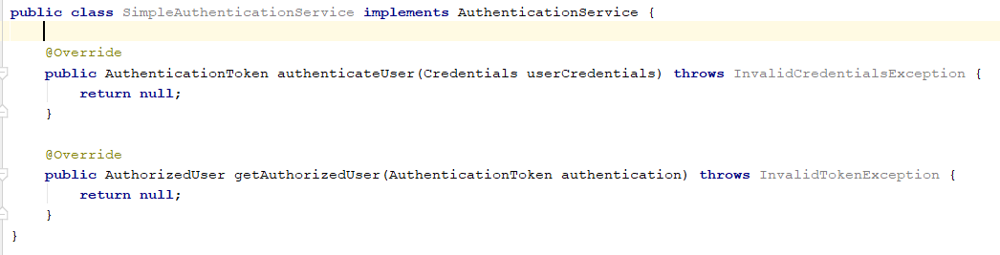 public class SimpleAuthenticationService implements AuthenticationService {
@Override
public AuthenticationToken authenticateUser(Credentials userCredentials) throws InvalidCredentialsException {
return null;
}
@Override
public AuthorizedUser getAuthorizedUser(AuthenticationToken authentication) throws InvalidTokenException {
return null;
}
}